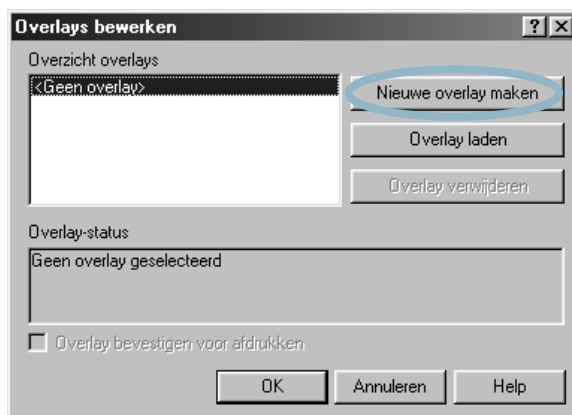 Overlays bewerken
Overzicht overlays
<Geen overlay>
Nieuwe overlay maken
Overlay laden
Overlay verwijderen
Overlay-status
Geen overlay geselecteerd
Overlay bevestigen voor afdrukken
OK Annuleren Help